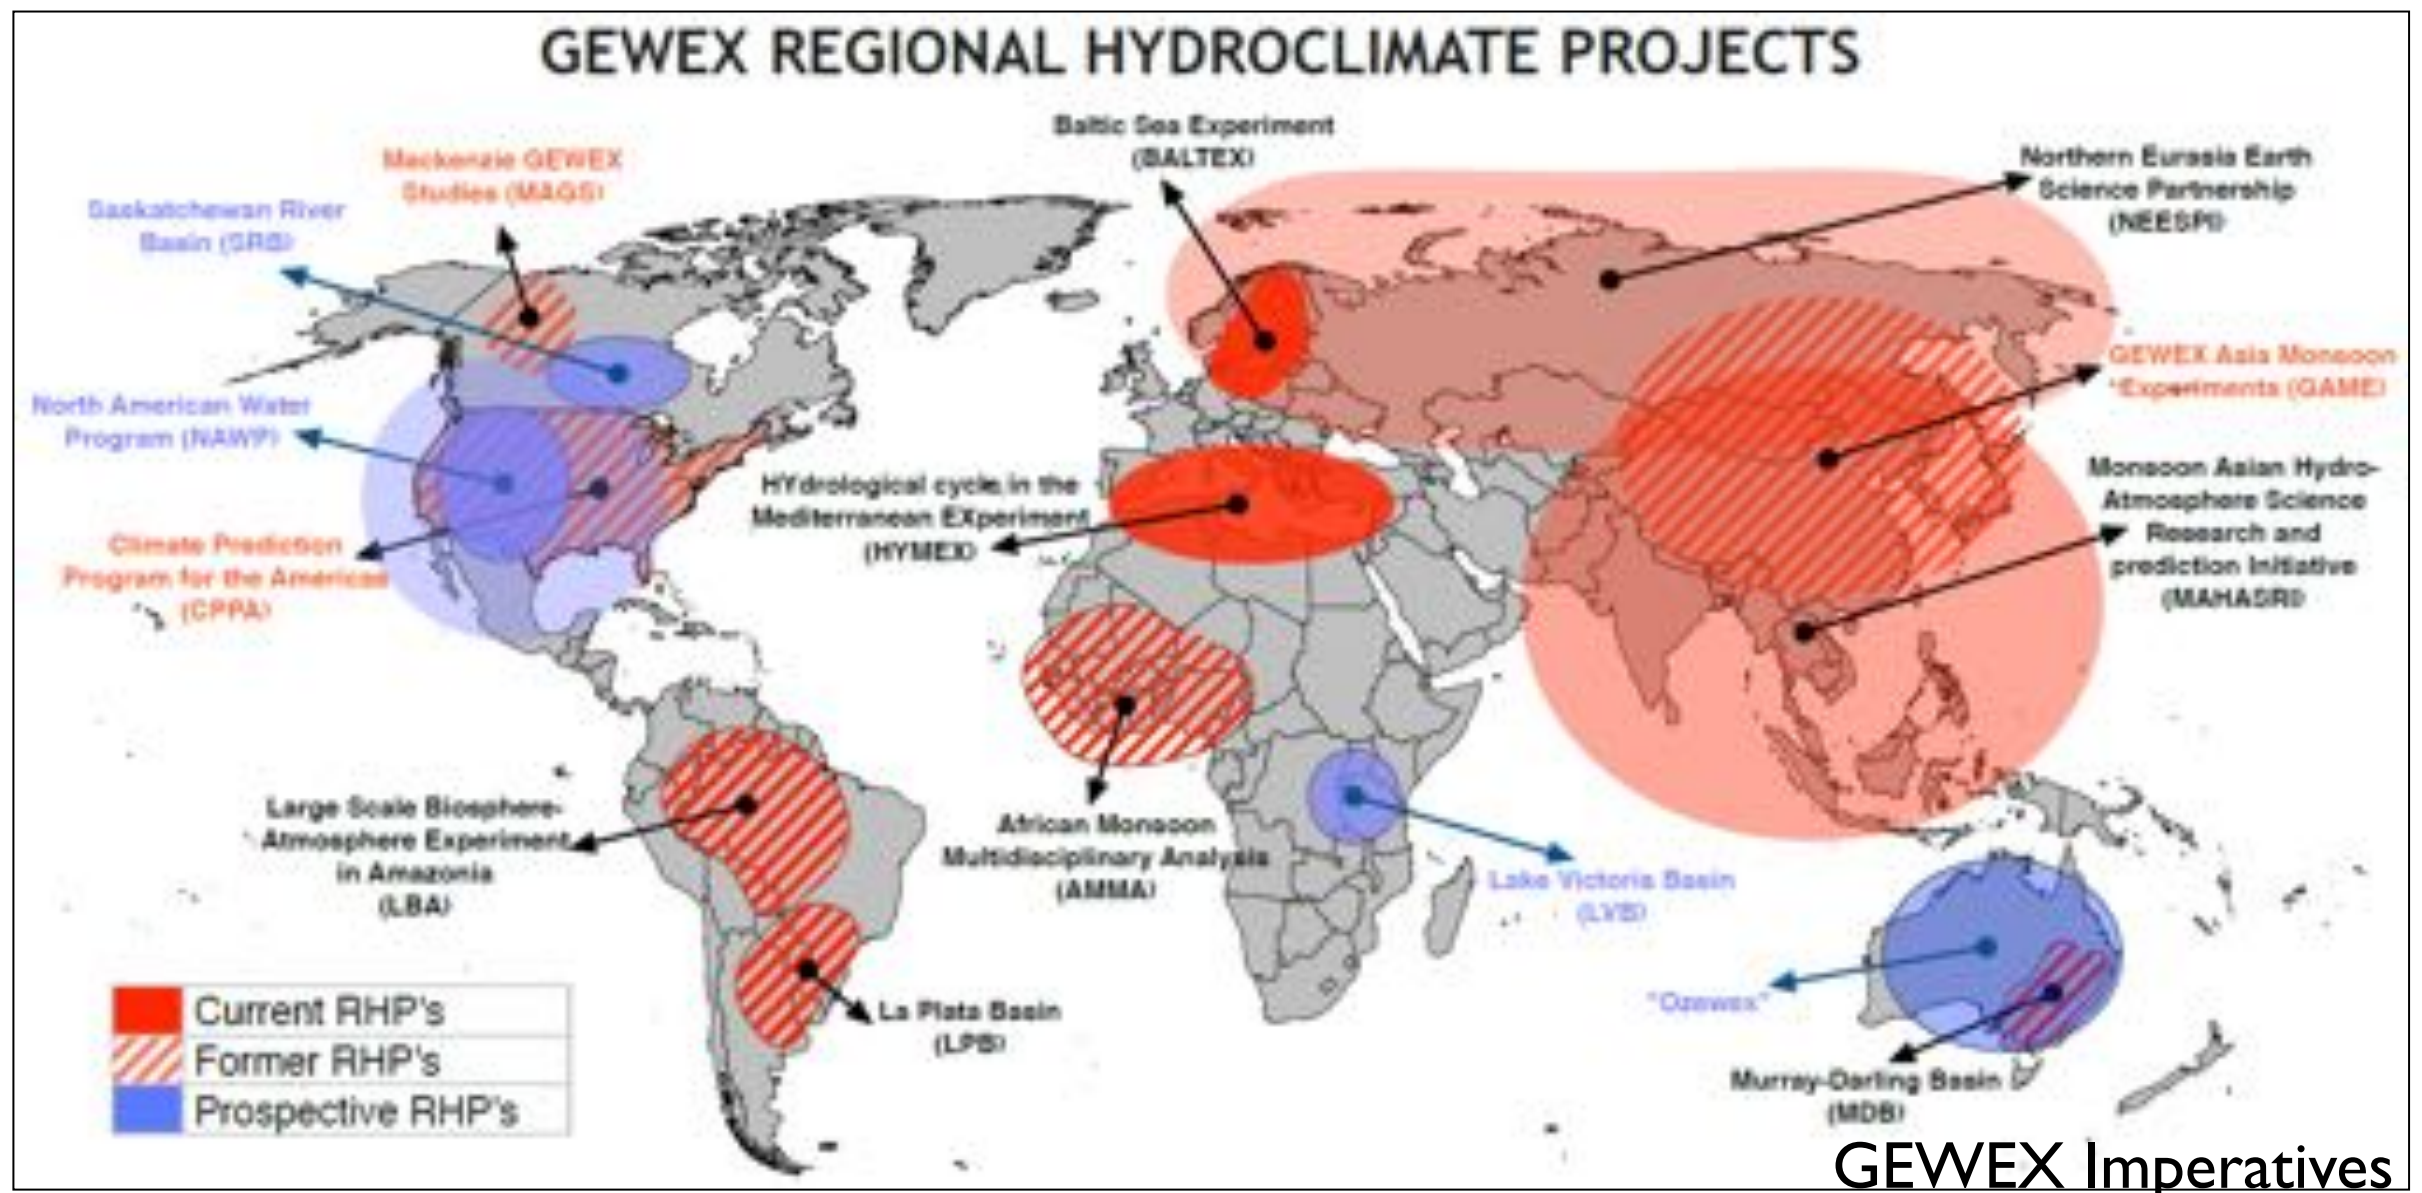 GEWEX REGIONAL HYDROCLIMATE PROJECTS
Baltic Sea Experiment
(BALTEX)
Mackenzie GEWEX
Studies (MAGS)
Northern Eurasia Earth
Science Partnership
(NEESPI)
Saskatchewan River
Basin (SRB)
GEWEX Asia Monsoon
Experiments (GAME)
North American Water
Program (NAWP)
Monsoon Asian Hydro-
Atmosphere Science
Research and
prediction Initiative
(MAHASRI)
HYdrological cycle in the
Mediterranean EXperiment
(HYMEX)
Climate Prediction
Program for the Americas
(CPPA)
Large Scale Biosphere-
Atmosphere Experiment
in Amazonia
(LBA)
African Monsoon
Multidisciplinary Analysis
(AMMA)
Lake Victoria Basin
(LVB)
"Ozewex"
La Plata Basin
(LPB)
Murray-Darling Basin
(MDB)
Current RHP's
Former RHP's
Prospective RHP's
GEWEX Imperatives